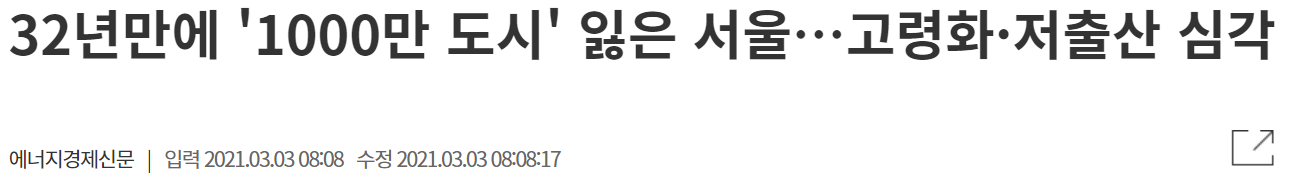 32년만에 '1000만 도시' 잃은 서울…고령화·저출산 심각
에너지경제신문 | 입력 2021.03.03 08:08 수정 2021.03.03 08:08:17